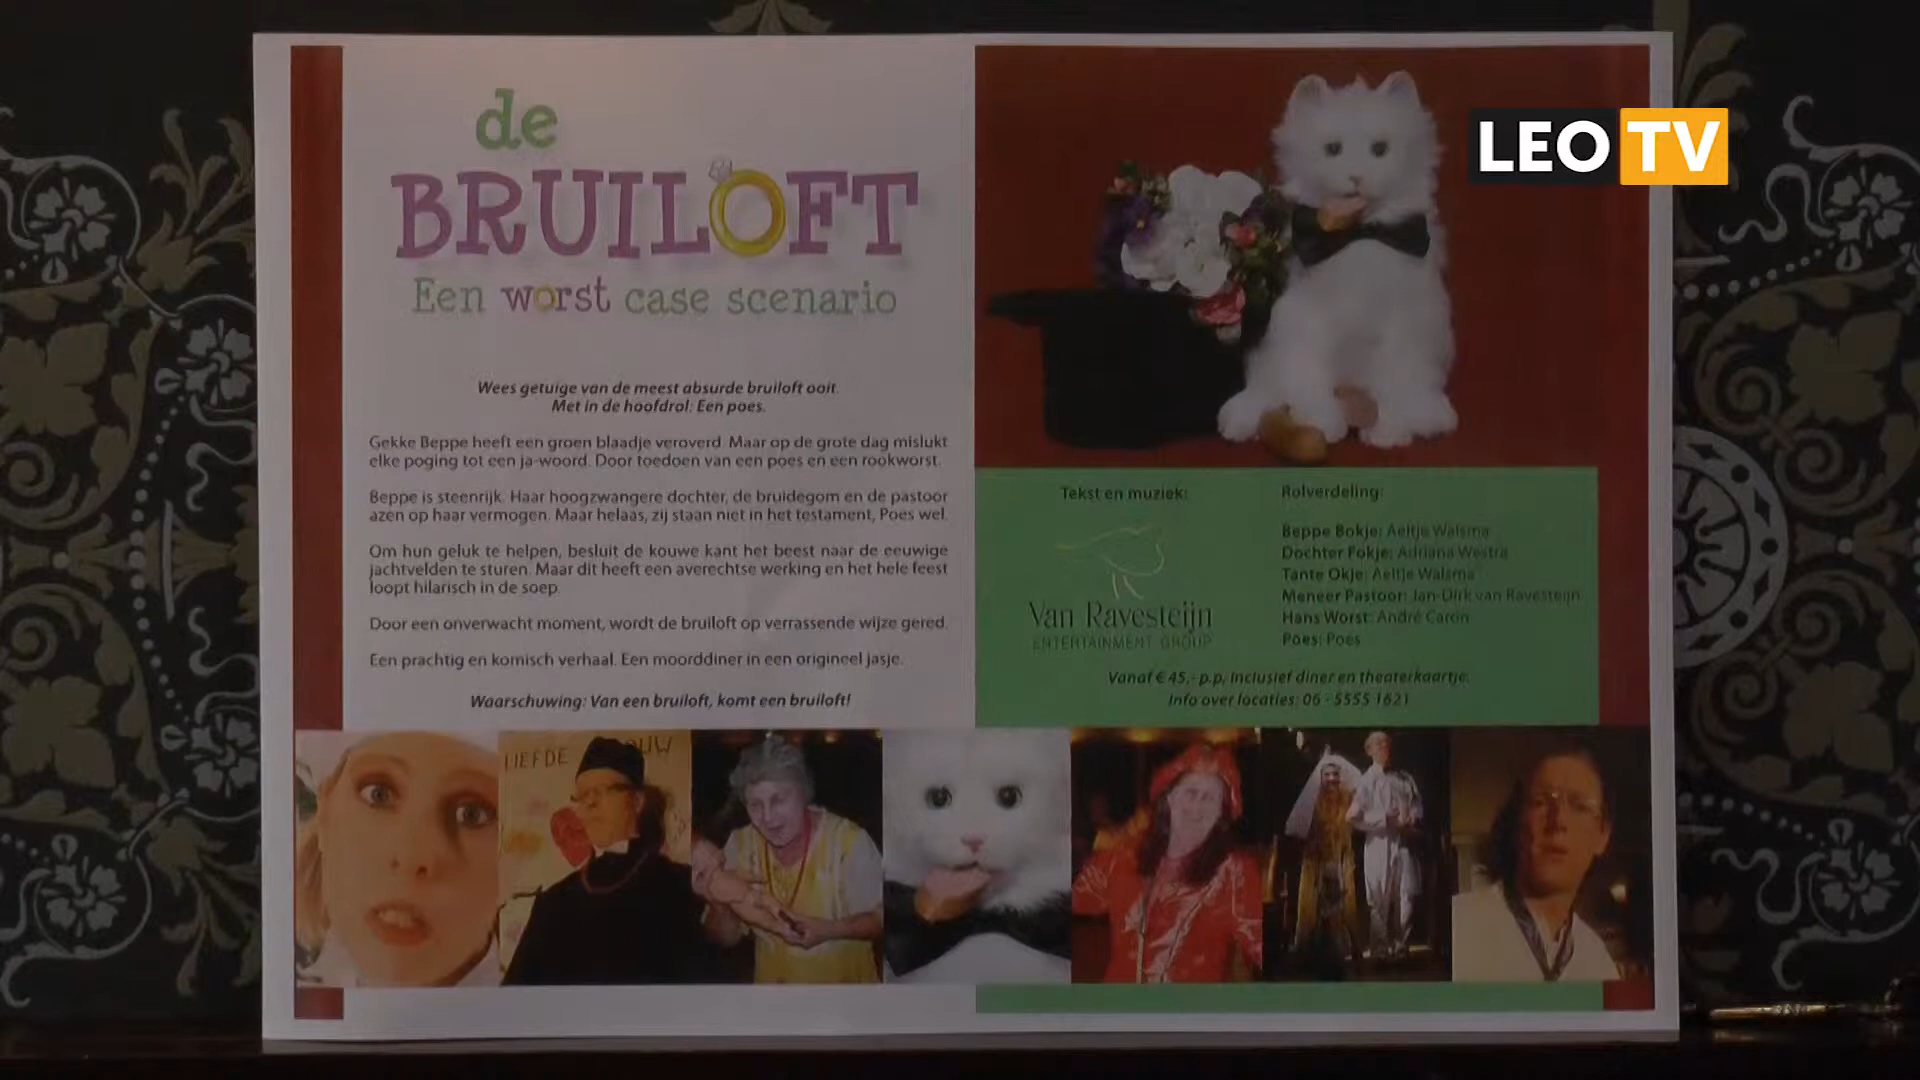 de
BRUILOFT
Een worst case scenario
Wees getuige van de meest absurde bruiloft ooit.
Met in de hoofdrol: Een poes.
Gekke Beppe heeft een groen blaadje veroverd. Maar op de grote dag mislukt
elke poging tot een ja-woord. Door toedoen van een poes en een rookworst.
Beppe is steenrijk. Haar hoogzwangere dochter, de bruidegom en de pastoor
azen op haar vermogen. Maar helaas, zij staan niet in het testament, Poes wel.
Om hun geluk te helpen, besluit de kouwe kant het beest naar de eeuwige
jachtvelden te sturen. Maar dit heeft een averechtse werking en het hele feest
loopt hilarisch in de soep.
Door een onverwacht moment, wordt de bruiloft op verrassende wijze gered.
Een prachtig en komisch verhaal. Een moorddiner in een origineel jasje.
Waarschuwing: Van een bruiloft, komt een bruiloft!
LEO TV
Tekst en muziek:
Van Ravesteijn
ENTERTAINMENT GROUP
Rolverdeling:
Beppe Bokje: Aeltje Walsma
Dochter Fokje: Adriana Westra
Tante Okje: Aeltje Walsma
Meneer Pastoor: Jan-Dirk van Ravesteijn
Hans Worst: André Caron
Poes: Poes
Vanaf € 45,- p.p. inclusief diner en theaterkaartje.
Info over locaties: 06 - 5555 1621
LIEFDE